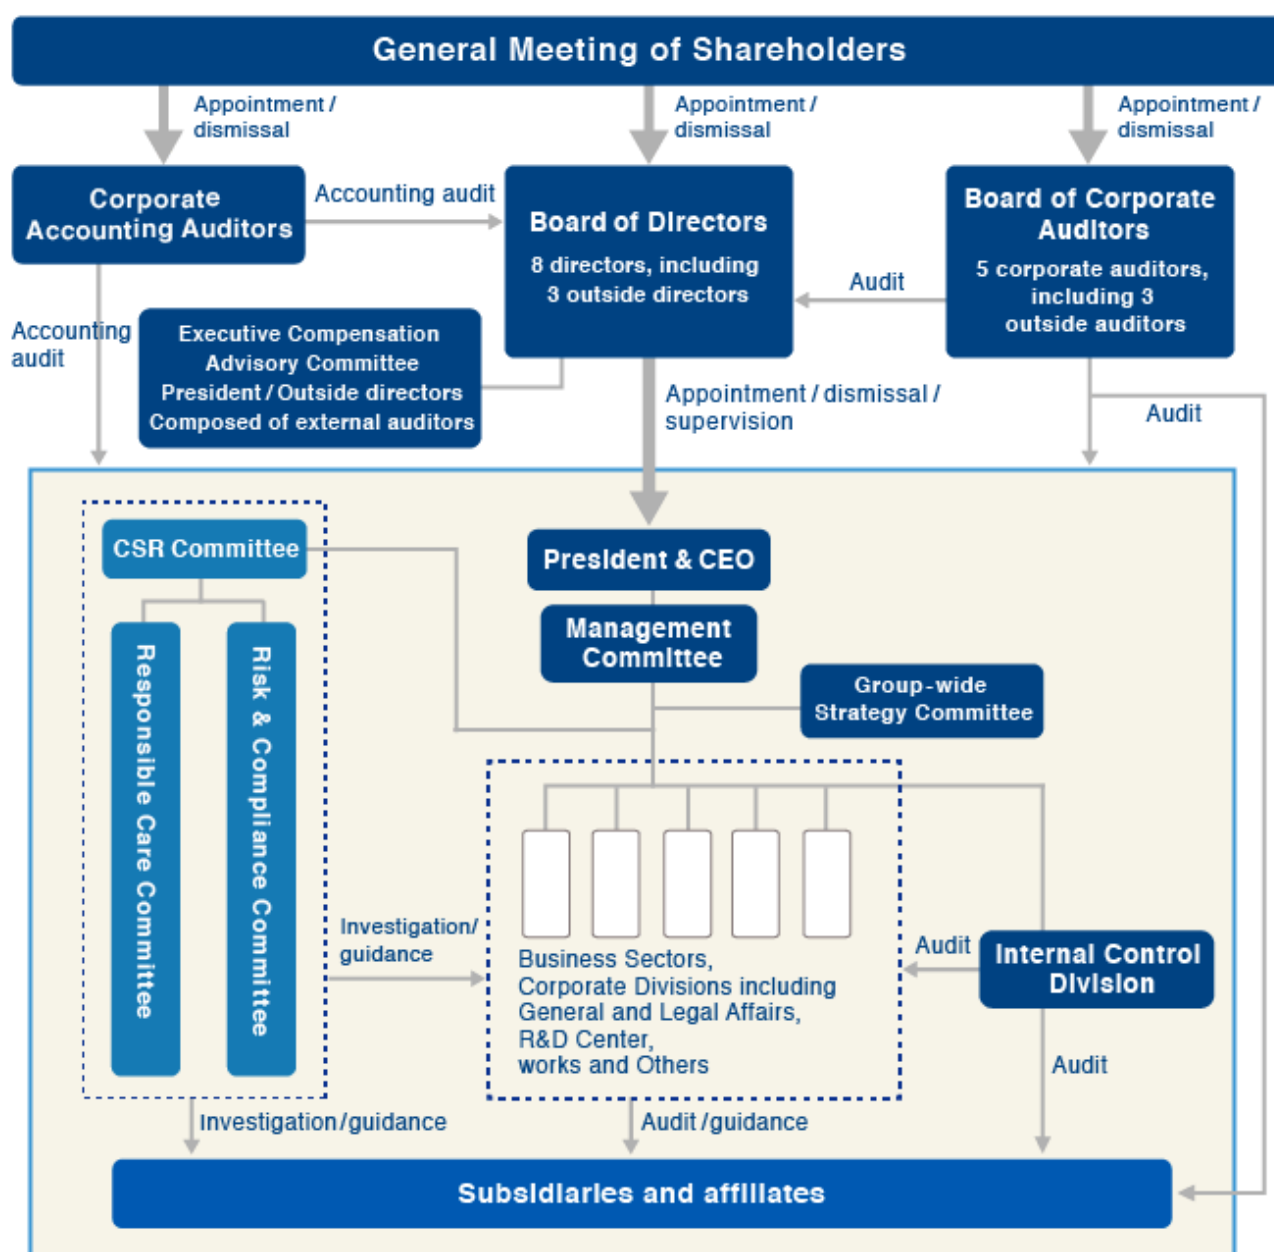 General Meeting of Shareholders
Appointment /
dismissal
Appointment /
dismissal
Appointment /
dismissal
Corporate
Accounting Auditors
Accounting audit
Board of Directors
8 directors, including
3 outside directors
Audit
Board of Corporate
Auditors
5 corporate auditors,
including 3
outside auditors
Accounting
audit
Executive Compensation
Advisory Committee
President / Outside directors
Composed of external auditors
Appointment / dismissal /
supervision
Audit
CSR Committee
Responsible Care Committee
Risk & Compliance Committee
President & CEO
Management
Committee
Group-wide
Strategy Committee
Investigation/
guidance
Business Sectors,
Corporate Divisions including
General and Legal Affairs,
R&D Center,
works and Others
Audit
Internal Control
Division
Audit
Investigation/guidance
Audit /guidance
Subsidiaries and affiliates